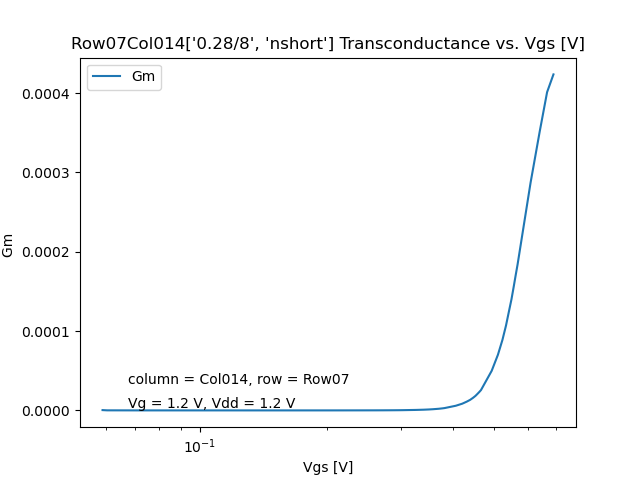 Row07Col014['0.28/8', 'nshort'] Transconductance vs. Vgs [V]
Gm
0.0004
0.0003
0.0002
0.0001
0.0000
Gm
column = Col014, row = Row07
Vg = 1.2 V, Vdd = 1.2 V
10⁻¹
Vgs [V]